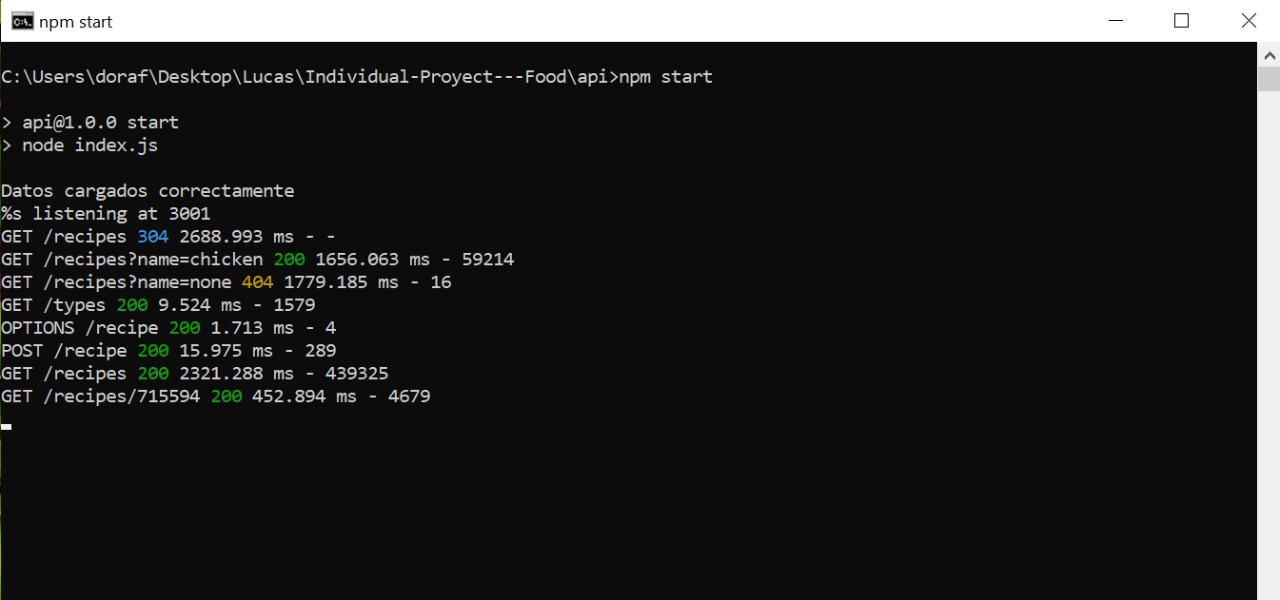 npm start
C:\Users\doraf\Desktop\Lucas\Individual-Proyect---Food\api>npm start
> api@1.0.0 start
> node index.js
Datos cargados correctamente
%s listening at 3001
GET /recipes 304 2688.993 ms - -
GET /recipes?name=chicken 200 1656.063 ms - 59214
GET /recipes?name=none 404 1779.185 ms - 16
GET /types 200 9.524 ms - 1579
OPTIONS /recipe 200 1.713 ms - 4
POST /recipe 200 15.975 ms - 289
GET /recipes 200 2321.288 ms - 439325
GET /recipes/715594 200 452.894 ms - 4679